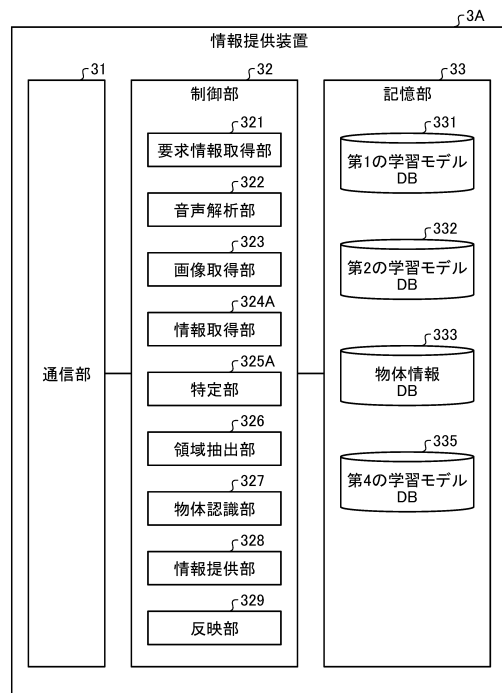 3A
情報提供装置
31
通信部
32
制御部
321
要求情報取得部
322
音声解析部
323
画像取得部
324A
情報取得部
325A
特定部
326
領域抽出部
327
物体認識部
328
情報提供部
329
反映部
33
記憶部
331
第1の学習モデル
DB
332
第2の学習モデル
DB
333
物体情報
DB
335
第4の学習モデル
DB